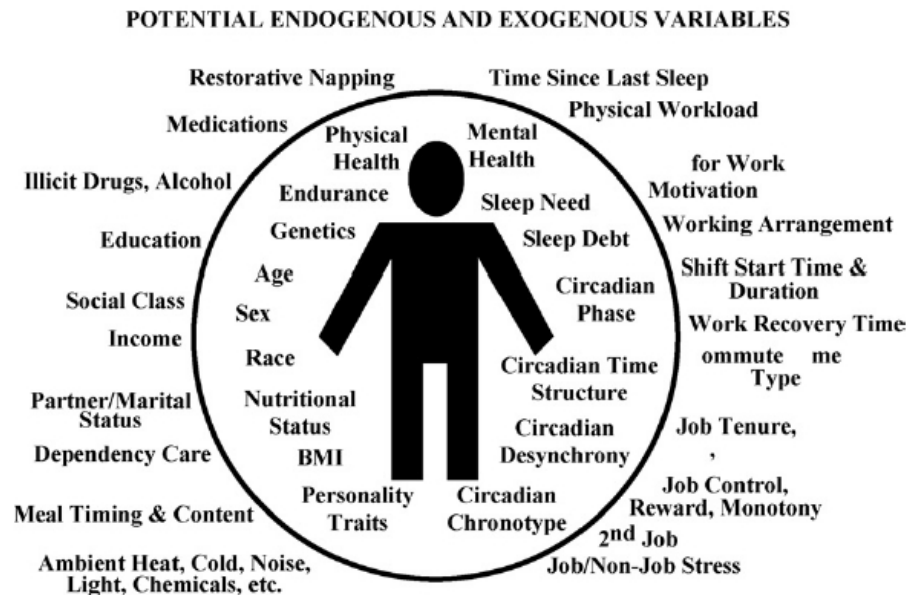 POTENTIAL ENDOGENOUS AND EXOGENOUS VARIABLES
Restorative Napping
Time Since Last Sleep
Medications
Physical Workload
Physical
Health
Mental
Health
Illicit Drugs, Alcohol
Endurance
Sleep Need
for Work
Motivation
Education
Genetics
Sleep Debt
Working Arrangement
Social Class
Age
Circadian
Phase
Shift Start Time &
Duration
Income
Sex
Work Recovery Time
Race
Circadian Time
Structure
ommute me
Type
Partner/Marital
Status
Nutritional
Status
Circadian
Desynchrony
Job Tenure,
,
Dependency Care
BMI
Job Control,
Reward, Monotony
Meal Timing & Content
Personality
Traits
Circadian
Chronotype
2nd Job
Job/Non-Job Stress
Ambient Heat, Cold, Noise,
Light, Chemicals, etc.